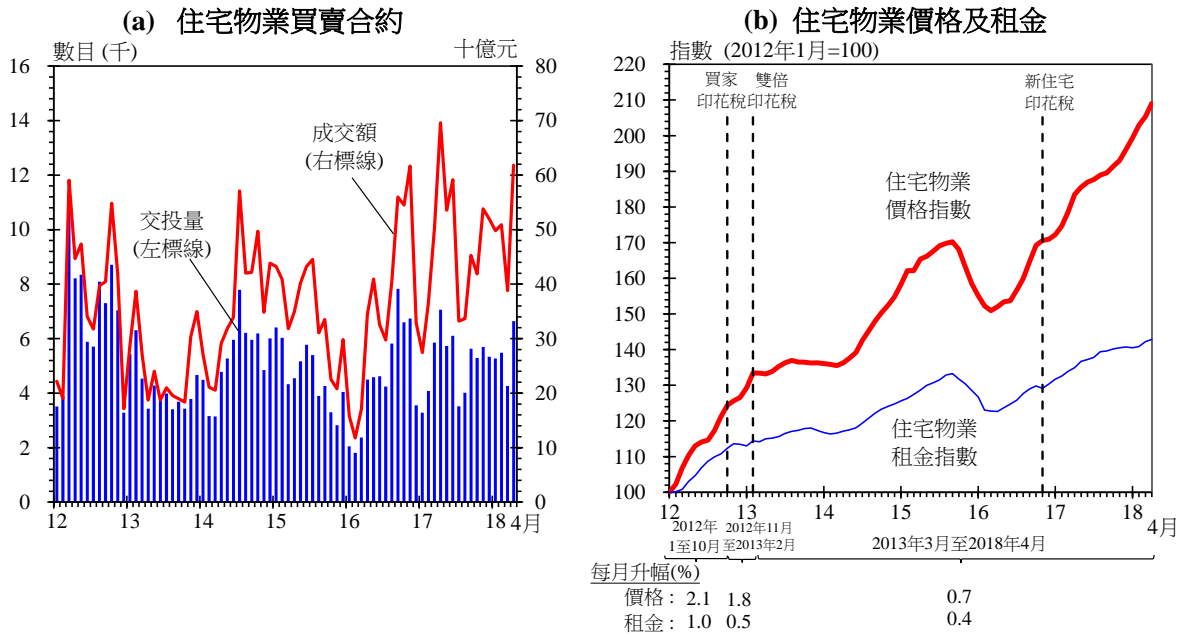 (a) 住宅物業買賣合約
數目 (千)
十億元
16
14
12
10
8
6
4
2
0
80
70
60
50
40
30
20
10
0
成交額
(右標線)
交投量
(左標線)
12 13 14 15 16 17 18 4月
(b) 住宅物業價格及租金
指數 (2012年1月=100)
220
210
200
190
180
170
160
150
140
130
120
110
100
買家
印花稅
雙倍
印花稅
新住宅
印花稅
住宅物業
價格指數
住宅物業
租金指數
12 13 14 15 16 17 18 4月
2012年
1至10月
2012年11月
至2013年2月
2013年3月至2018年4月
每月升幅(%)
價格 : 2.1 1.8 0.7
租金 : 1.0 0.5 0.4